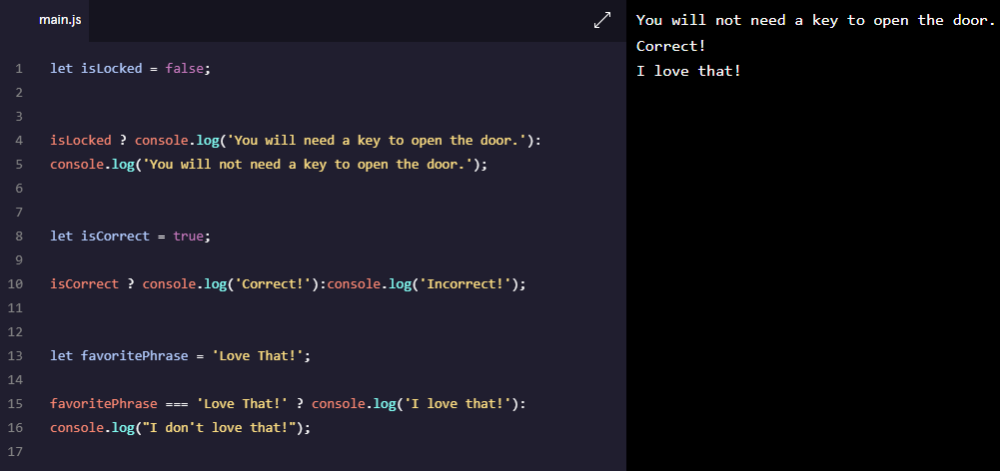 main.js
1 let isLocked = false;
2
3
4 isLocked ? console.log('You will need a key to open the door.'):
5 console.log('You will not need a key to open the door.');
6
7
8 let isCorrect = true;
9
10 isCorrect ? console.log('Correct!'):console.log('Incorrect!');
11
12
13 let favoritePhrase = 'Love That!';
14
15 favoritePhrase === 'Love That!' ? console.log('I love that!'):
16 console.log("I don't love that!");
17
You will not need a key to open the door.
Correct!
I love that!